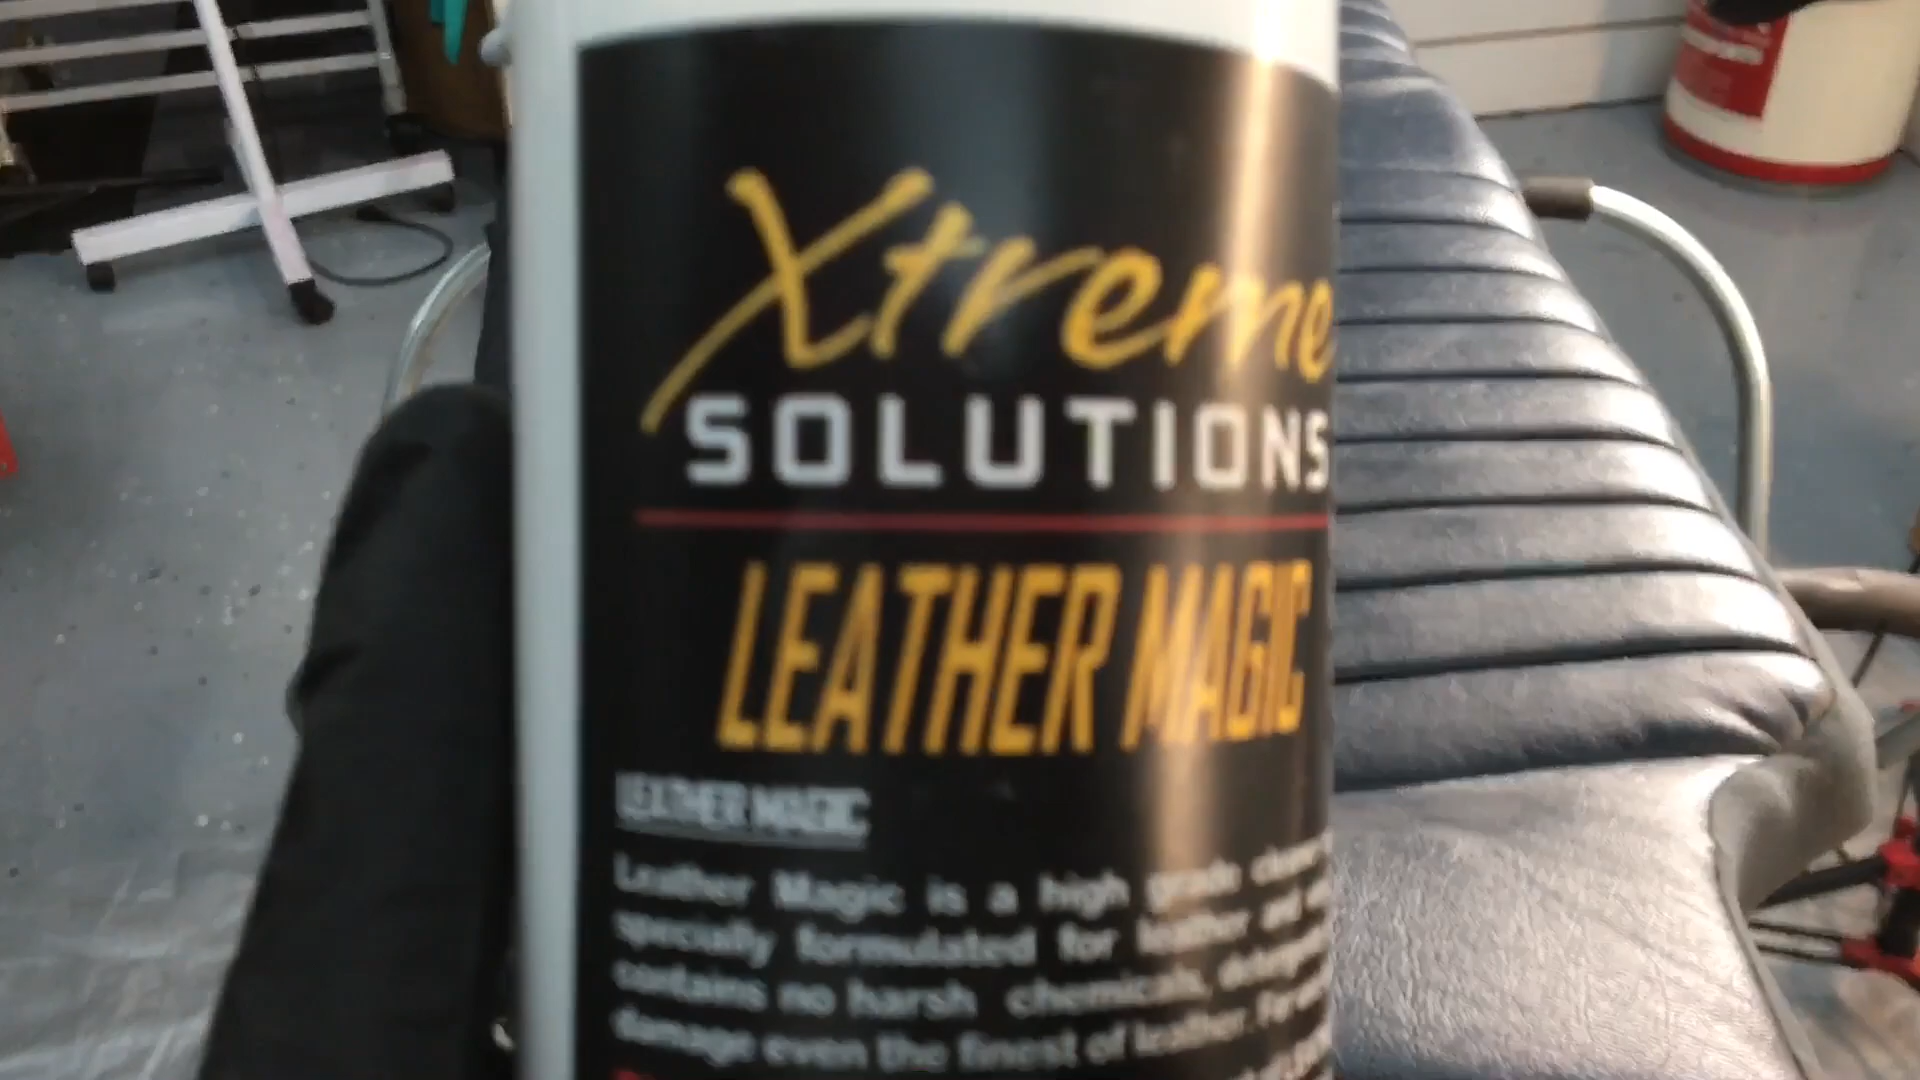 Xtreme
SOLUTIONS
LEATHER MAGIC
LEATHER MAGIC
Leather Magic is a high grade
specially formulated for leather and
contains no harsh chemicals,
damage even the finest of leather. For